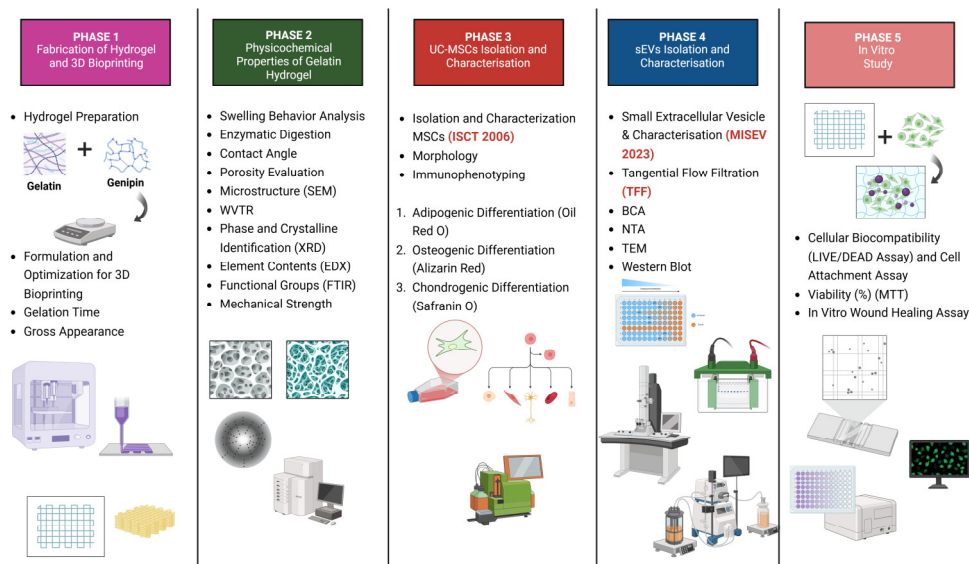 PHASE 1
Fabrication of Hydrogel
and 3D Bioprinting
Hydrogel Preparation
Gelatin
Genipin
Formulation and
Optimization for 3D
Bioprinting
Gelation Time
Gross Appearance
PHASE 2
Physicochemical
Properties of Gelatin
Hydrogel
Swelling Behavior Analysis
Enzymatic Digestion
Contact Angle
Porosity Evaluation
Microstructure (SEM)
WVTR
Phase and Crystalline
Identification (XRD)
Element Contents (EDX)
Functional Groups (FTIR)
Mechanical Strength
PHASE 3
UC-MSCs Isolation and
Characterisation
Isolation and Characterization
MSCs (ISCT 2006)
Morphology
Immunophenotyping
1. Adipogenic Differentiation (Oil
Red O)
2. Osteogenic Differentiation
(Alizarin Red)
3. Chondrogenic Differentiation
(Safranin O)
PHASE 4
sEVs Isolation and
Characterisation
Small Extracellular Vesicle
& Characterisation (MISEV
2023)
Tangential Flow Filtration
(TFF)
BCA
NTA
TEM
Western Blot
PHASE 5
In Vitro
Study
Cellular Biocompatibility
(LIVE/DEAD Assay) and Cell
Attachment Assay
Viability (%) (MTT)
In Vitro Wound Healing Assay